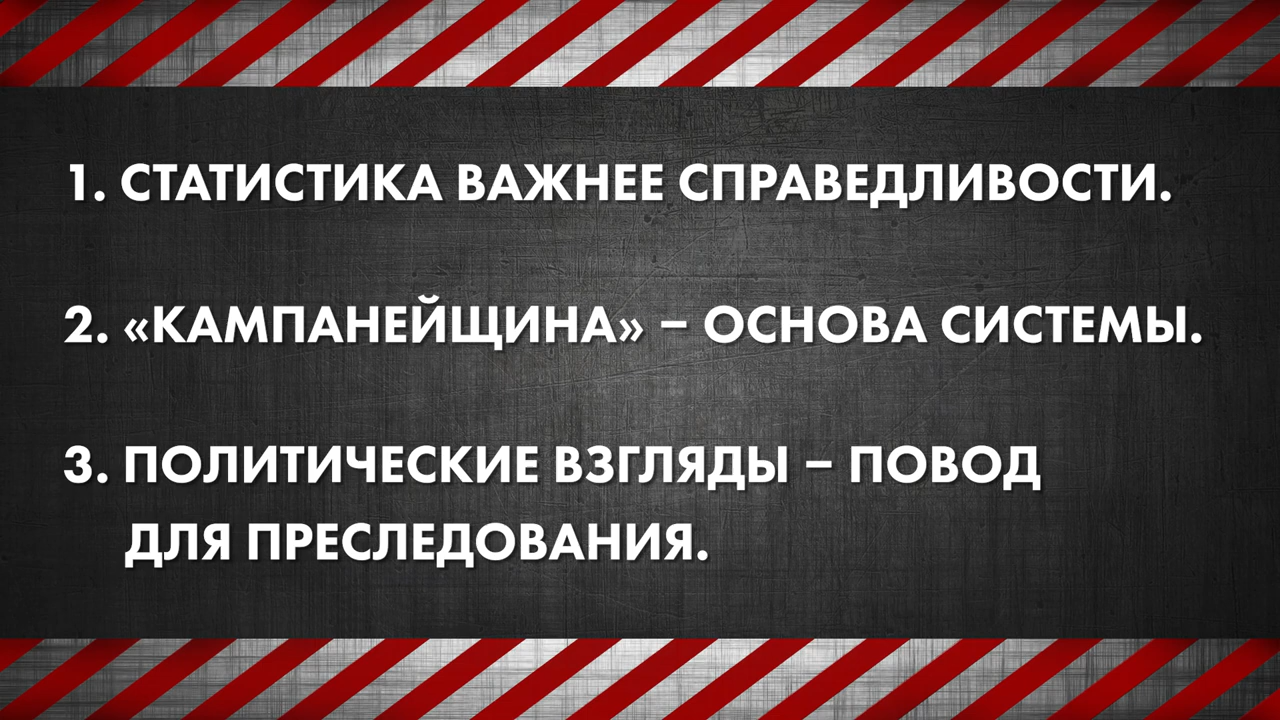 1. СТАТИСТИКА ВАЖНЕЕ СПРАВЕДЛИВОСТИ.
2. «КАМПАНЕЙЩИНА» – ОСНОВА СИСТЕМЫ.
3. ПОЛИТИЧЕСКИЕ ВЗГЛЯДЫ – ПОВОД
ДЛЯ ПРЕСЛЕДОВАНИЯ.